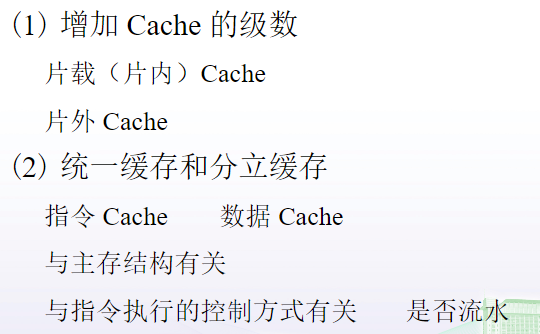 (1) 增加 Cache 的级数
片载（片内）Cache
片外 Cache
(2) 统一缓存和分立缓存
指令 Cache 数据 Cache
与主存结构有关
与指令执行的控制方式有关 是否流水